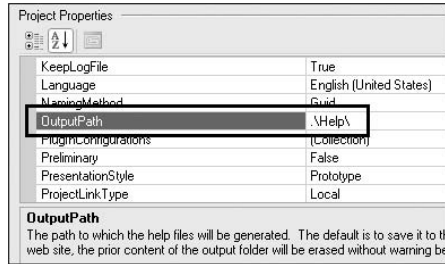 Project Properties
KeepLogFile True
Language English (United States)
NamingMethod Guid
OutputPath .\Help\
PlugInConfigurations (Collection)
Preliminary False
PresentationStyle Prototype
ProjectLinkType Local
OutputPath
The path to which the help files will be generated. The default is to save it to
web site, the prior content of the output folder will be erased without warning